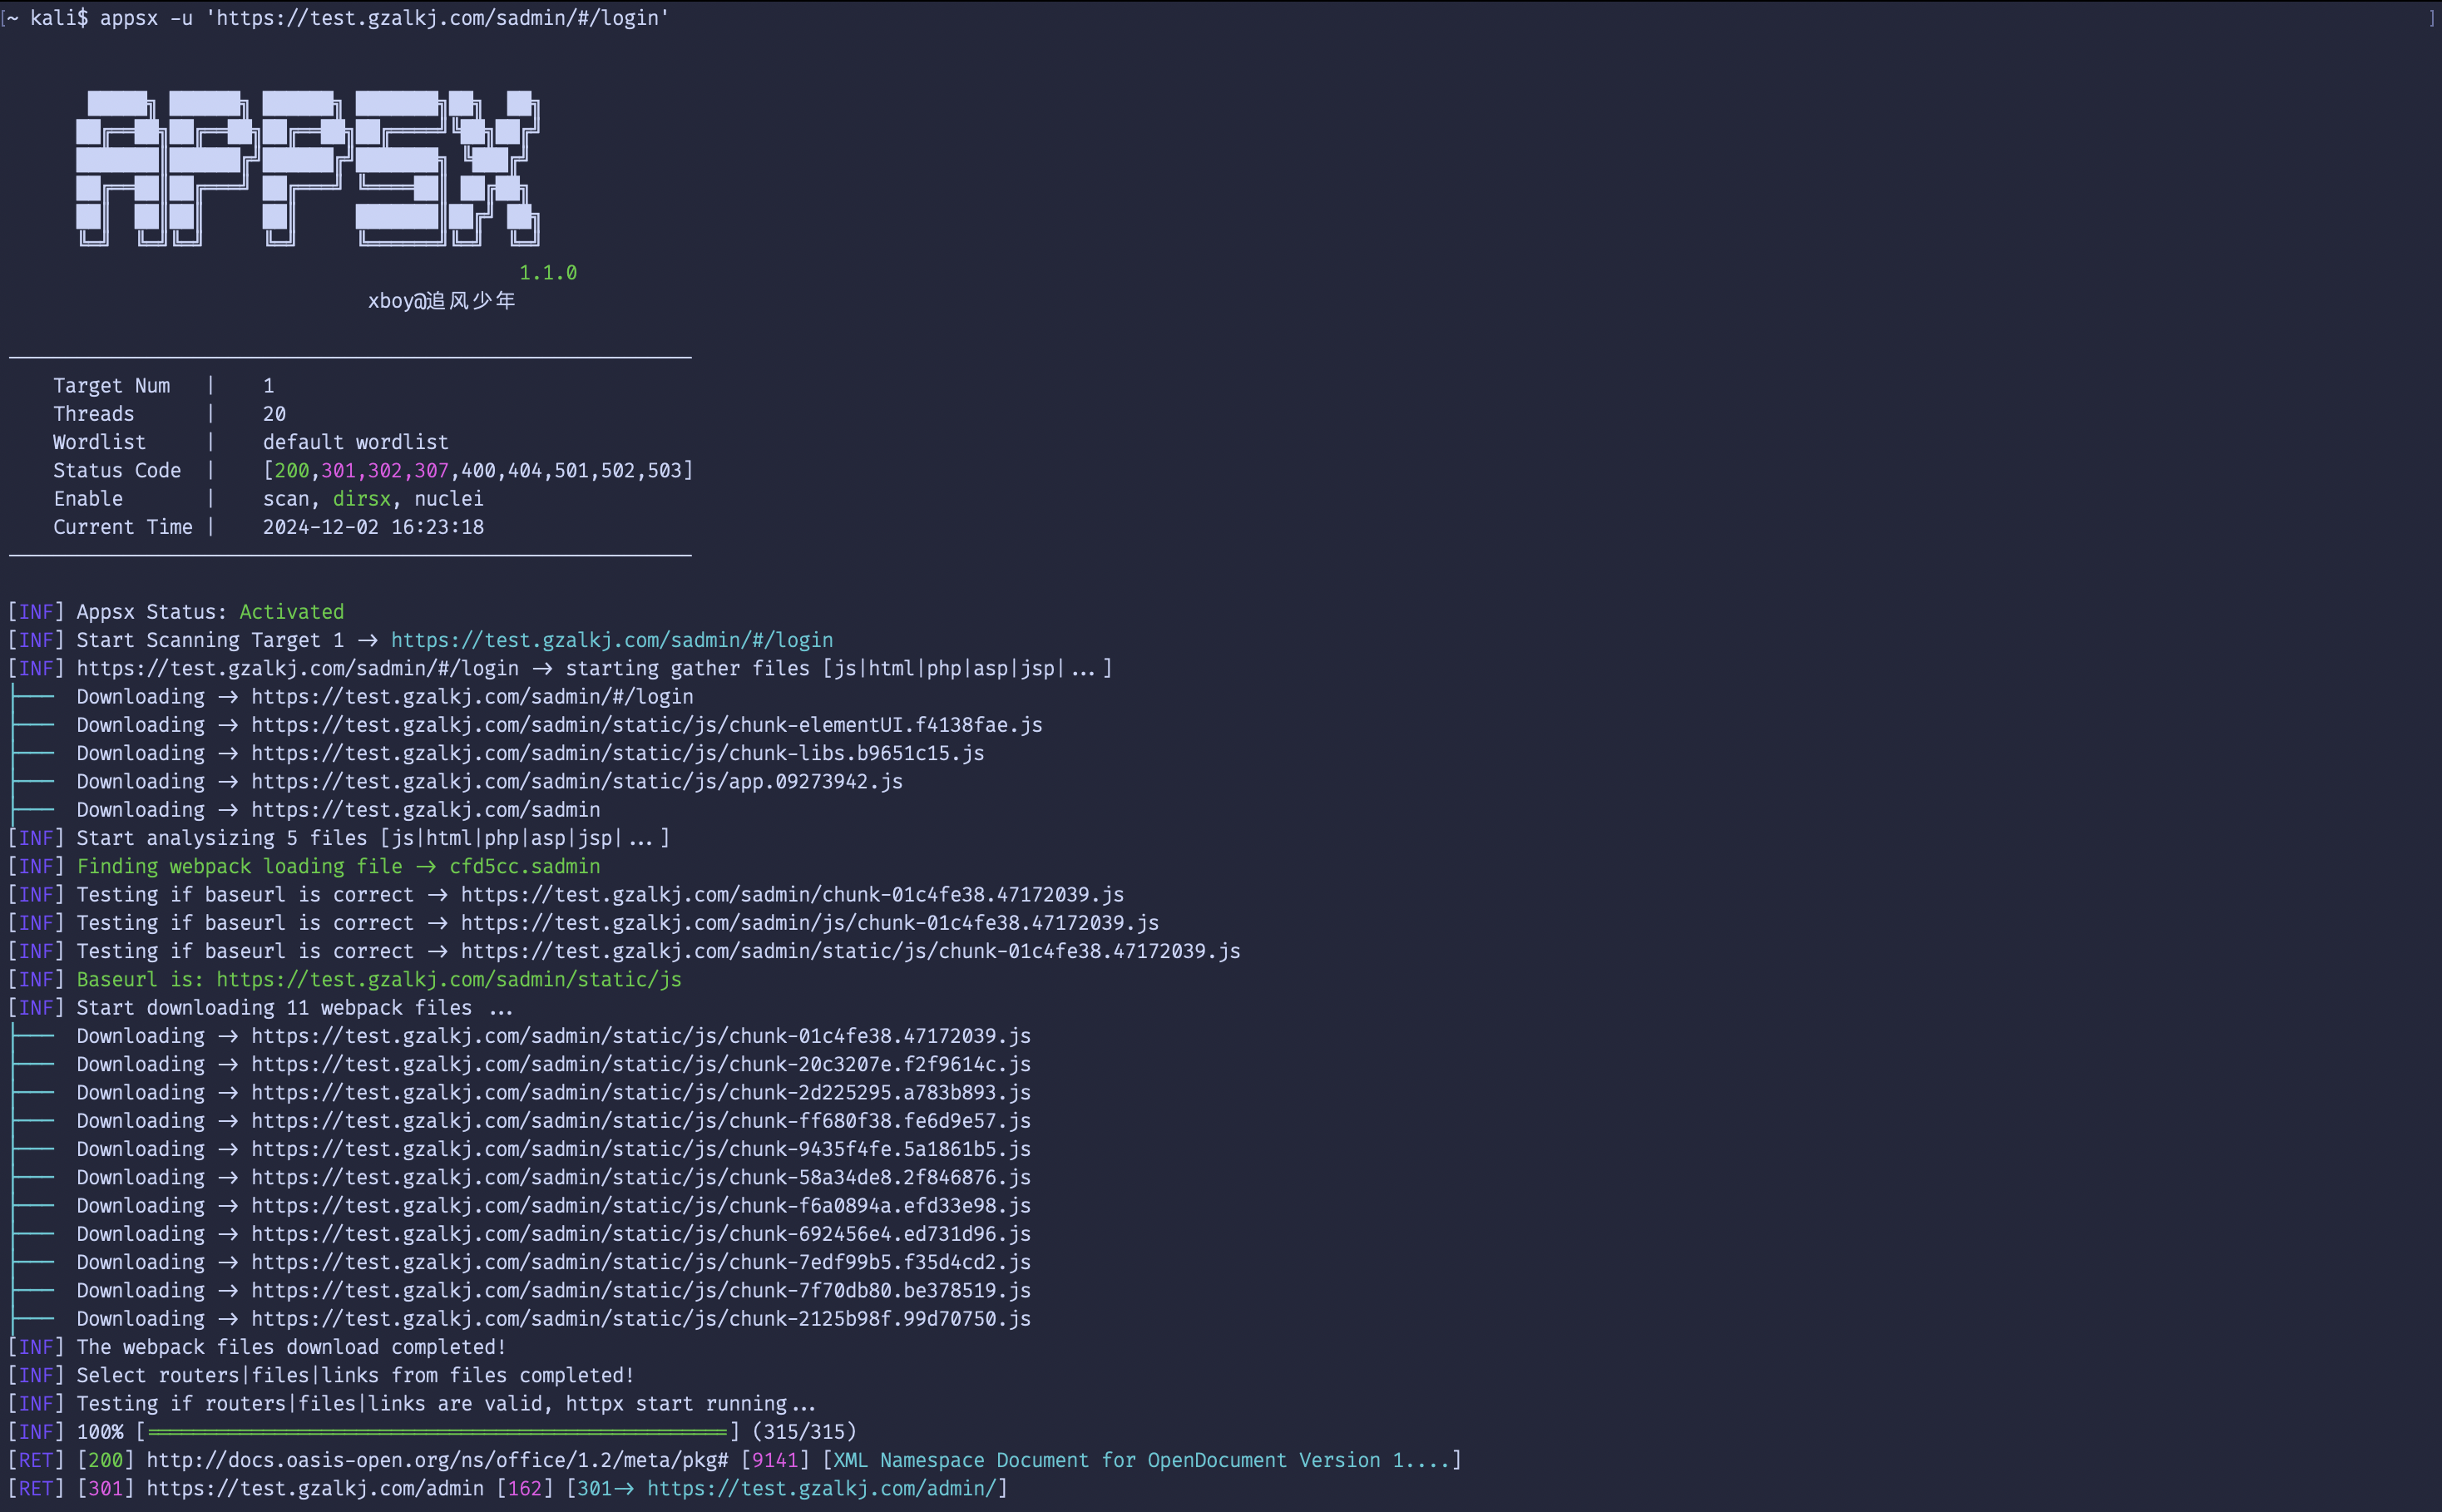 [~ kali$ appsx -u 'https://test.gzalkj.com/sadmin/#/login' ]
APPSX
1.1.0
xboy@追风少年
Target Num | 1
Threads | 20
Wordlist | default wordlist
Status Code | [200,301,302,307,400,404,501,502,503]
Enable | scan, dirsx, nuclei
Current Time | 2024-12-02 16:23:18
[INF] Appsx Status: Activated
[INF] Start Scanning Target 1 → https://test.gzalkj.com/sadmin/#/login
[INF] https://test.gzalkj.com/sadmin/#/login → starting gather files [js|html|php|asp|jsp|...]
├── Downloading → https://test.gzalkj.com/sadmin/#/login
├── Downloading → https://test.gzalkj.com/sadmin/static/js/chunk-elementUI.f4138fae.js
├── Downloading → https://test.gzalkj.com/sadmin/static/js/chunk-libs.b9651c15.js
├── Downloading → https://test.gzalkj.com/sadmin/static/js/app.09273942.js
├── Downloading → https://test.gzalkj.com/sadmin
[INF] Start analysizing 5 files [js|html|php|asp|jsp|...]
[INF] Finding webpack loading file → cfd5cc.sadmin
[INF] Testing if baseurl is correct → https://test.gzalkj.com/sadmin/chunk-01c4fe38.47172039.js
[INF] Testing if baseurl is correct → https://test.gzalkj.com/sadmin/js/chunk-01c4fe38.47172039.js
[INF] Testing if baseurl is correct → https://test.gzalkj.com/sadmin/static/js/chunk-01c4fe38.47172039.js
[INF] Baseurl is: https://test.gzalkj.com/sadmin/static/js
[INF] Start downloading 11 webpack files ...
├── Downloading → https://test.gzalkj.com/sadmin/static/js/chunk-01c4fe38.47172039.js
├── Downloading → https://test.gzalkj.com/sadmin/static/js/chunk-20c3207e.f2f9614c.js
├── Downloading → https://test.gzalkj.com/sadmin/static/js/chunk-2d225295.a783b893.js
├── Downloading → https://test.gzalkj.com/sadmin/static/js/chunk-ff680f38.fe6d9e57.js
├── Downloading → https://test.gzalkj.com/sadmin/static/js/chunk-9435f4fe.5a1861b5.js
├── Downloading → https://test.gzalkj.com/sadmin/static/js/chunk-58a34de8.2f846876.js
├── Downloading → https://test.gzalkj.com/sadmin/static/js/chunk-f6a0894a.efd33e98.js
├── Downloading → https://test.gzalkj.com/sadmin/static/js/chunk-692456e4.ed731d96.js
├── Downloading → https://test.gzalkj.com/sadmin/static/js/chunk-7edf99b5.f35d4cd2.js
├── Downloading → https://test.gzalkj.com/sadmin/static/js/chunk-7f70db80.be378519.js
├── Downloading → https://test.gzalkj.com/sadmin/static/js/chunk-2125b98f.99d70750.js
[INF] The webpack files download completed!
[INF] Select routers|files|links from files completed!
[INF] Testing if routers|files|links are valid, httpx start running...
[INF] 100% [==================================================] (315/315)
[RET] [200] http://docs.oasis-open.org/ns/office/1.2/meta/pkg# [9141] [XML Namespace Document for OpenDocument Version 1....]
[RET] [301] https://test.gzalkj.com/admin [162] [301→ https://test.gzalkj.com/admin/]